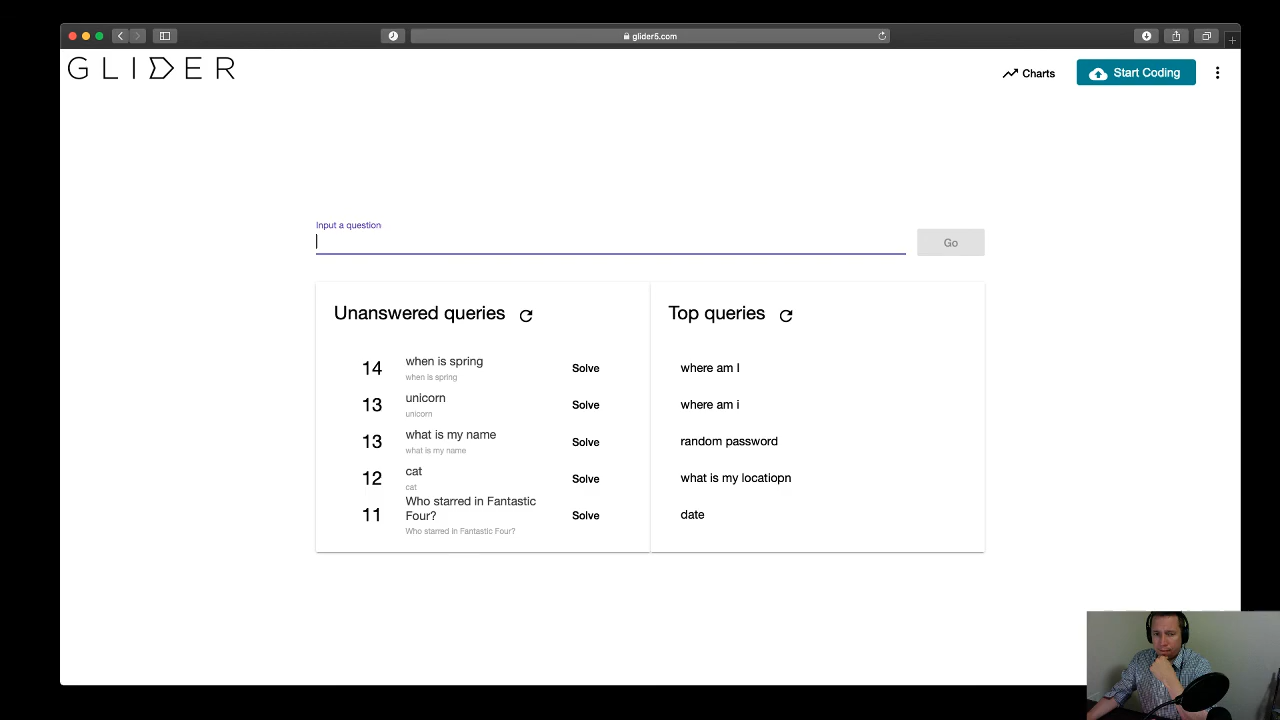 glider5.com
GLIDER
Charts
Start Coding
Input a question
Go
Unanswered queries
14
when is spring
when is spring
Solve
13
unicorn
unicorn
Solve
13
what is my name
what is my name
Solve
12
cat
cat
Solve
11
Who starred in Fantastic
Four?
Who starred in Fantastic Four?
Solve
Top queries
where am I
where am i
random password
what is my locatiopn
date